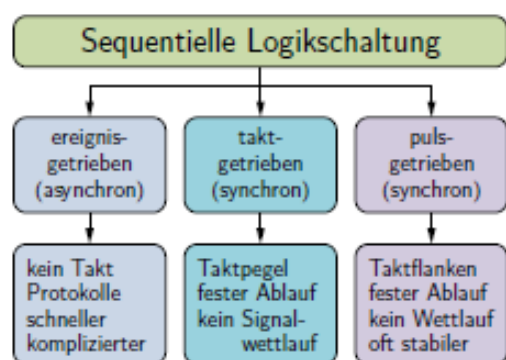 Sequentielle Logikschaltung
ereignis-
getrieben
(asynchron)
takt-
getrieben
(synchron)
puls-
getrieben
(synchron)
kein Takt
Protokolle
schneller
komplizierter
Taktpegel
fester Ablauf
kein Signal-
wettlauf
Taktflanken
fester Ablauf
kein Wettlauf
oft stabiler